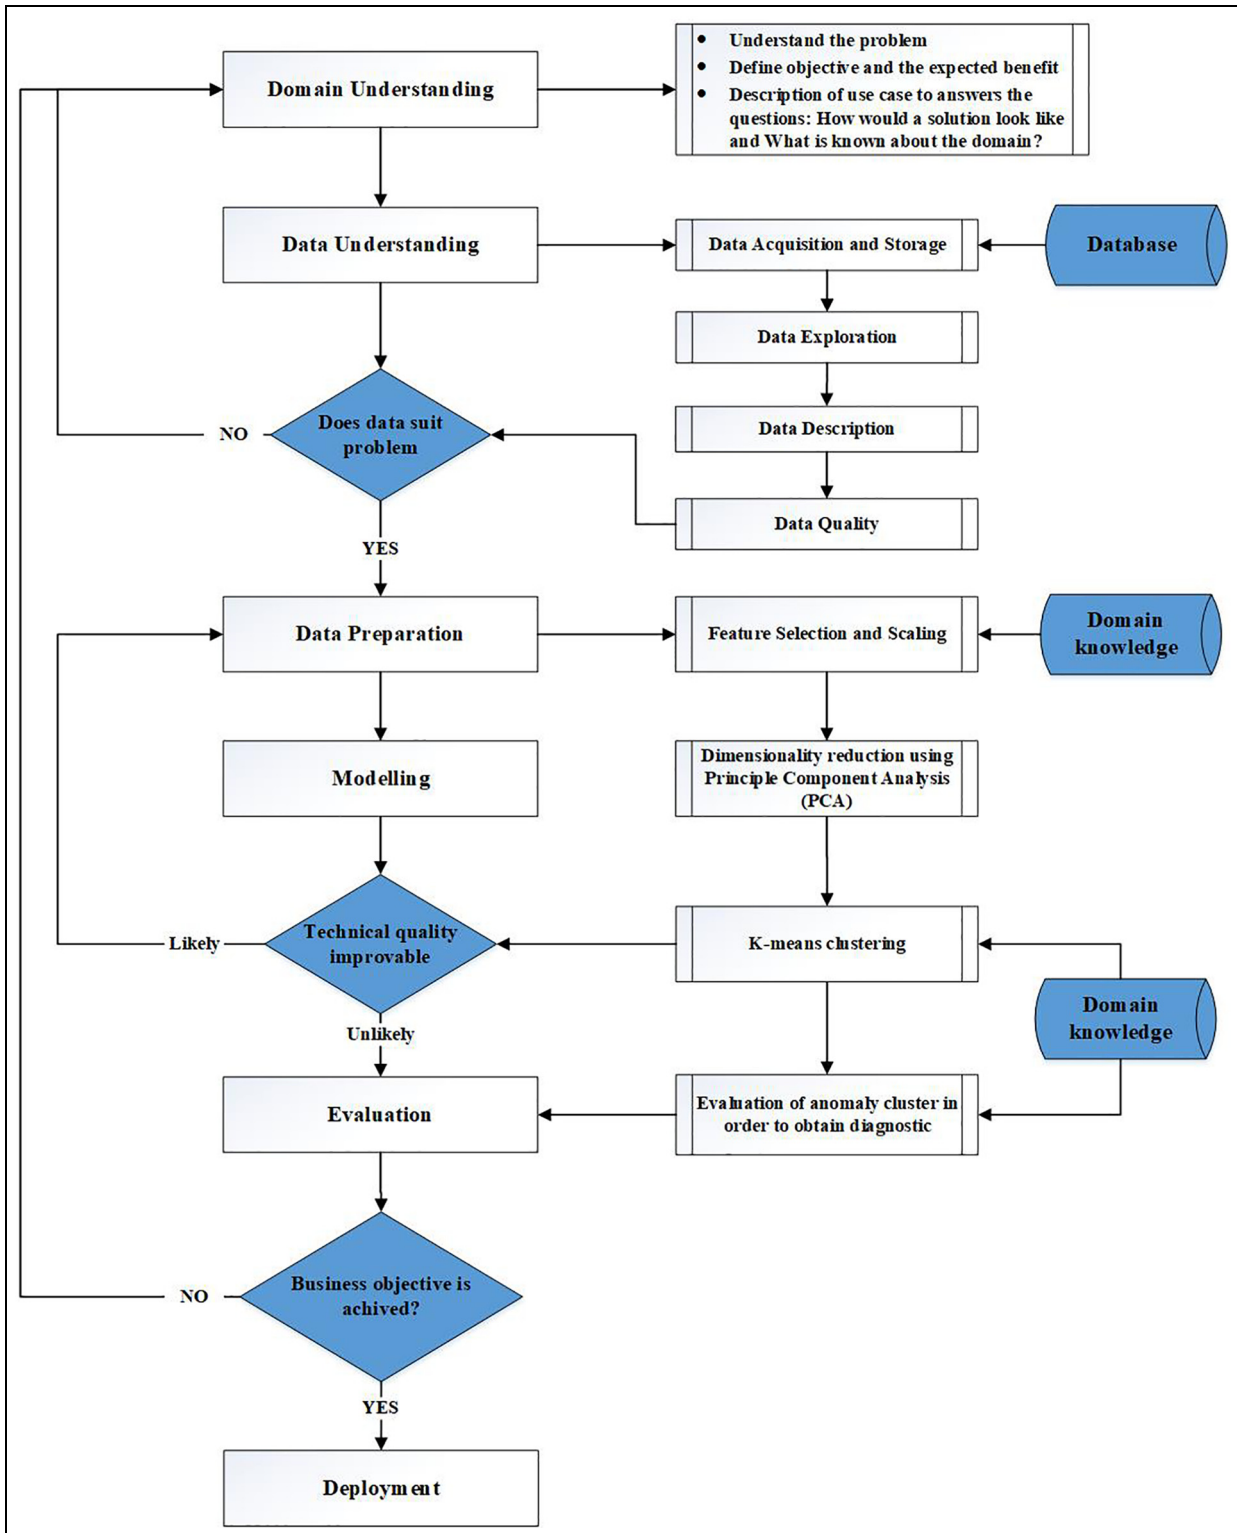 Domain Understanding
• Understand the problem
• Define objective and the expected benefit
• Description of use case to answers the
questions: How would a solution look like
and What is known about the domain?
Data Understanding
Data Acquisition and Storage
Database
Data Exploration
Does data suit
problem
NO
Data Description
Data Quality
YES
Data Preparation
Feature Selection and Scaling
Domain
knowledge
Modelling
Dimensionality reduction using
Principle Component Analysis
(PCA)
Technical quality
improvable
Likely
K-means clustering
Domain
knowledge
Unlikely
Evaluation
Evaluation of anomaly cluster in
order to obtain diagnostic
Business objective is
achived?
NO
YES
Deployment